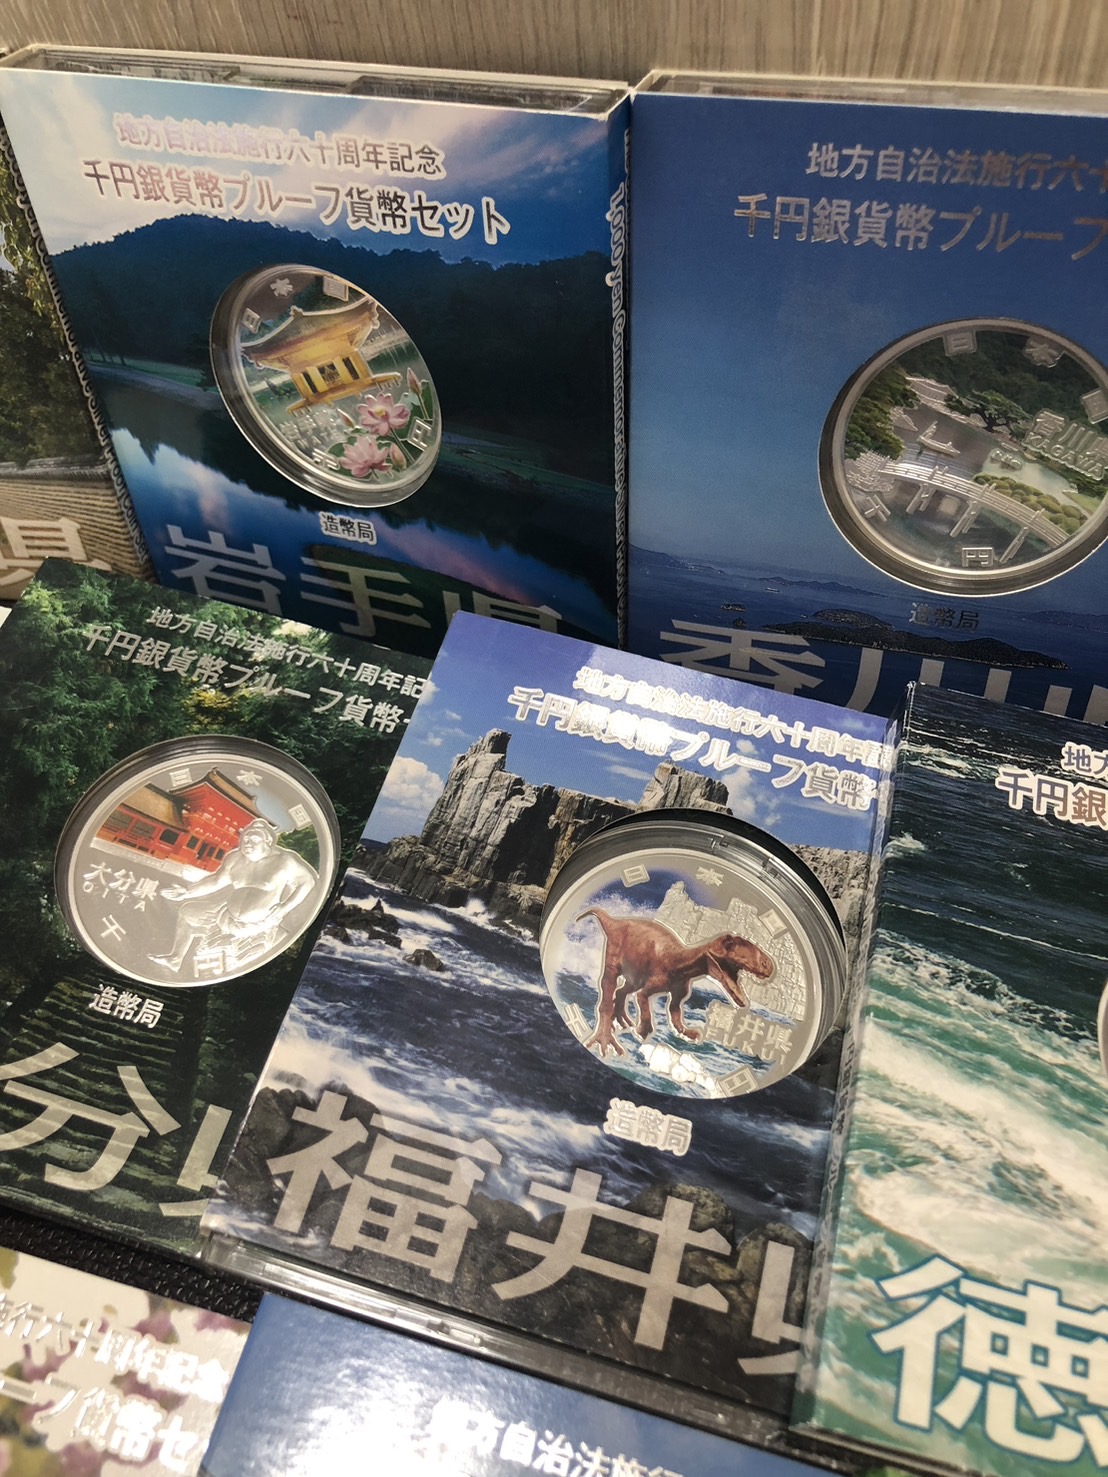 県
地方自治法施行六十周年記念
千円銀貨幣プルーフ貨幣セット
日本国
千
円
造幣局
岩手県
地方自治法施行六十
千円銀貨幣プルーフ
日本国
香川県
KAGAWA
千
円
造幣局
香川県
地方自治法施行六十周年記
千円銀貨幣プルーフ貨幣
日本国
大分県
OITA
千
円
造幣局
分
地方自治法施行六十周年記
千円銀貨幣プルーフ貨幣
日本
福井県
FUKUI
千
円
造幣局
福井
地方
千円銀
徳
施行六十周年記念
ーフ貨幣セ
地方自治法施行